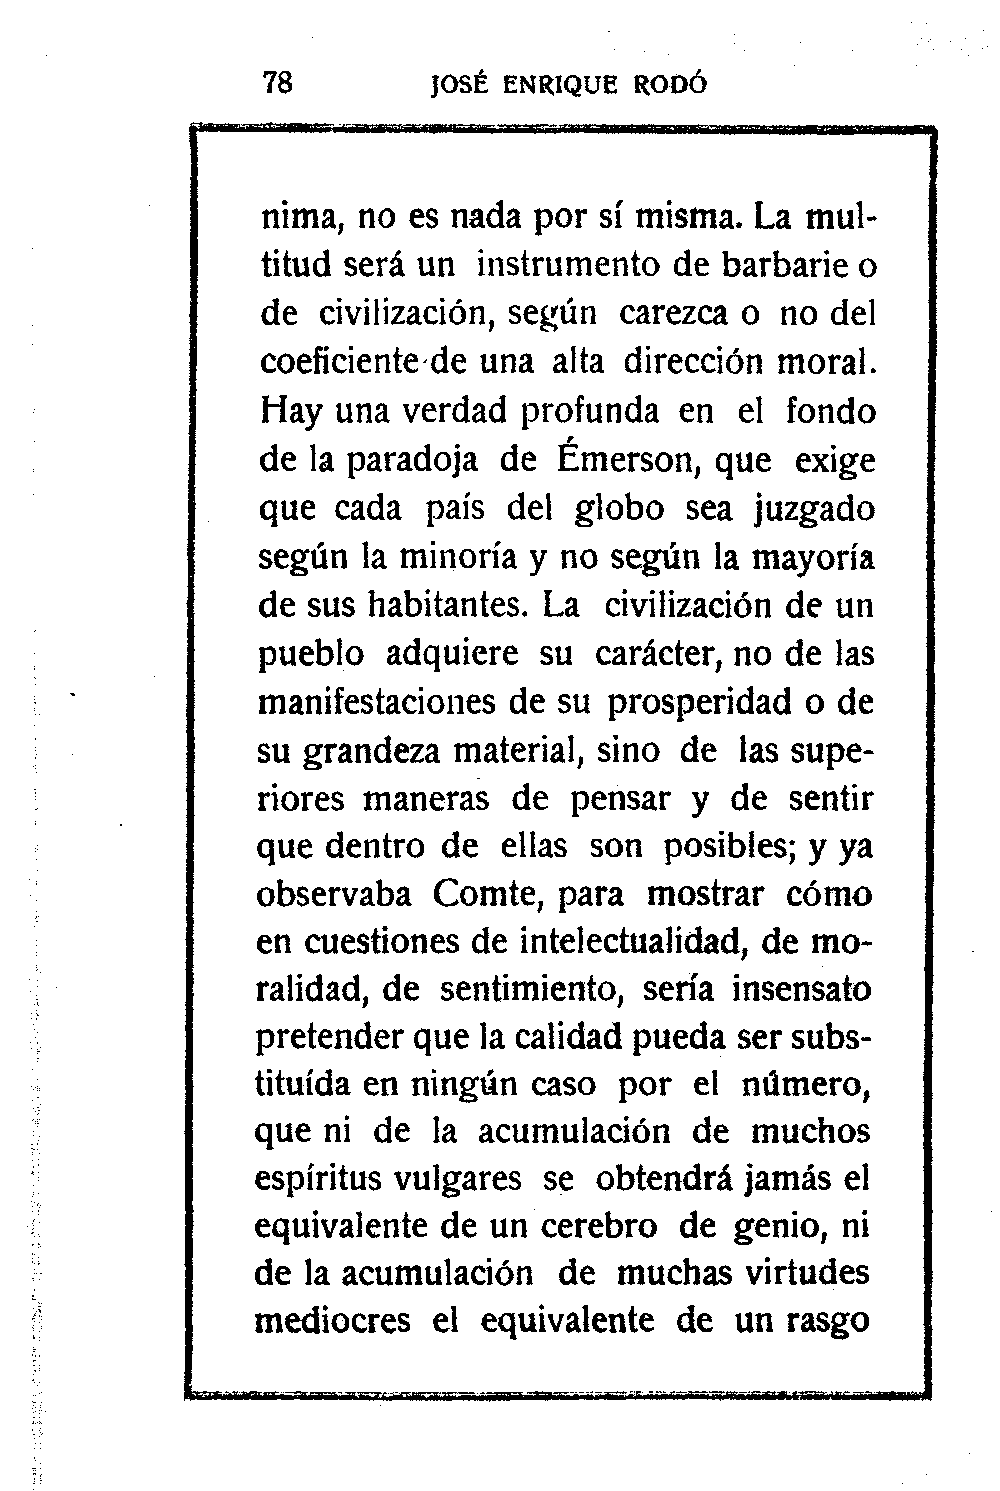 78 JOSÉ ENRIQUE RODÓ
nima, no es nada por sí misma. La mul-
titud será un instrumento de barbarie o
de civilización, según carezca o no del
coeficiente de una alta dirección moral.
Hay una verdad profunda en el fondo
de la paradoja de Émerson, que exige
que cada país del globo sea juzgado
según la minoría y no según la mayoría
de sus habitantes. La civilización de un
pueblo adquiere su carácter, no de las
manifestaciones de su prosperidad o de
su grandeza material, sino de las supe-
riores maneras de pensar y de sentir
que dentro de ellas son posibles; y ya
observaba Comte, para mostrar cómo
en cuestiones de intelectualidad, de mo-
ralidad, de sentimiento, sería insensato
pretender que la calidad pueda ser subs-
tituída en ningún caso por el número,
que ni de la acumulación de muchos
espíritus vulgares se obtendrá jamás el
equivalente de un cerebro de genio, ni
de la acumulación de muchas virtudes
mediocres el equivalente de un rasgo